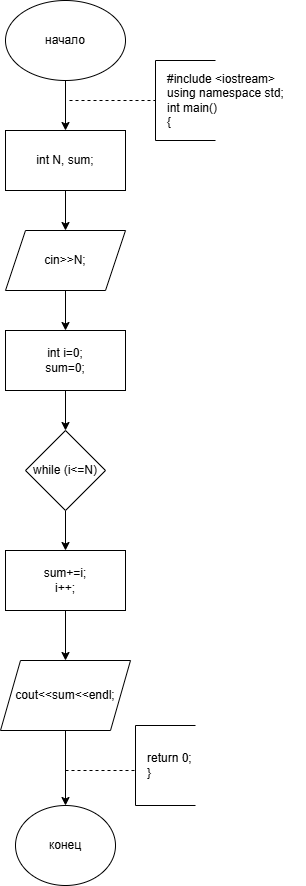 начало
#include <iostream>
using namespace std;
int main()
{
int N, sum;
cin>>N;
int i=0;
sum=0;
while (i<=N)
sum+=i;
i++;
cout<<sum<<endl;
return 0;
}
конец